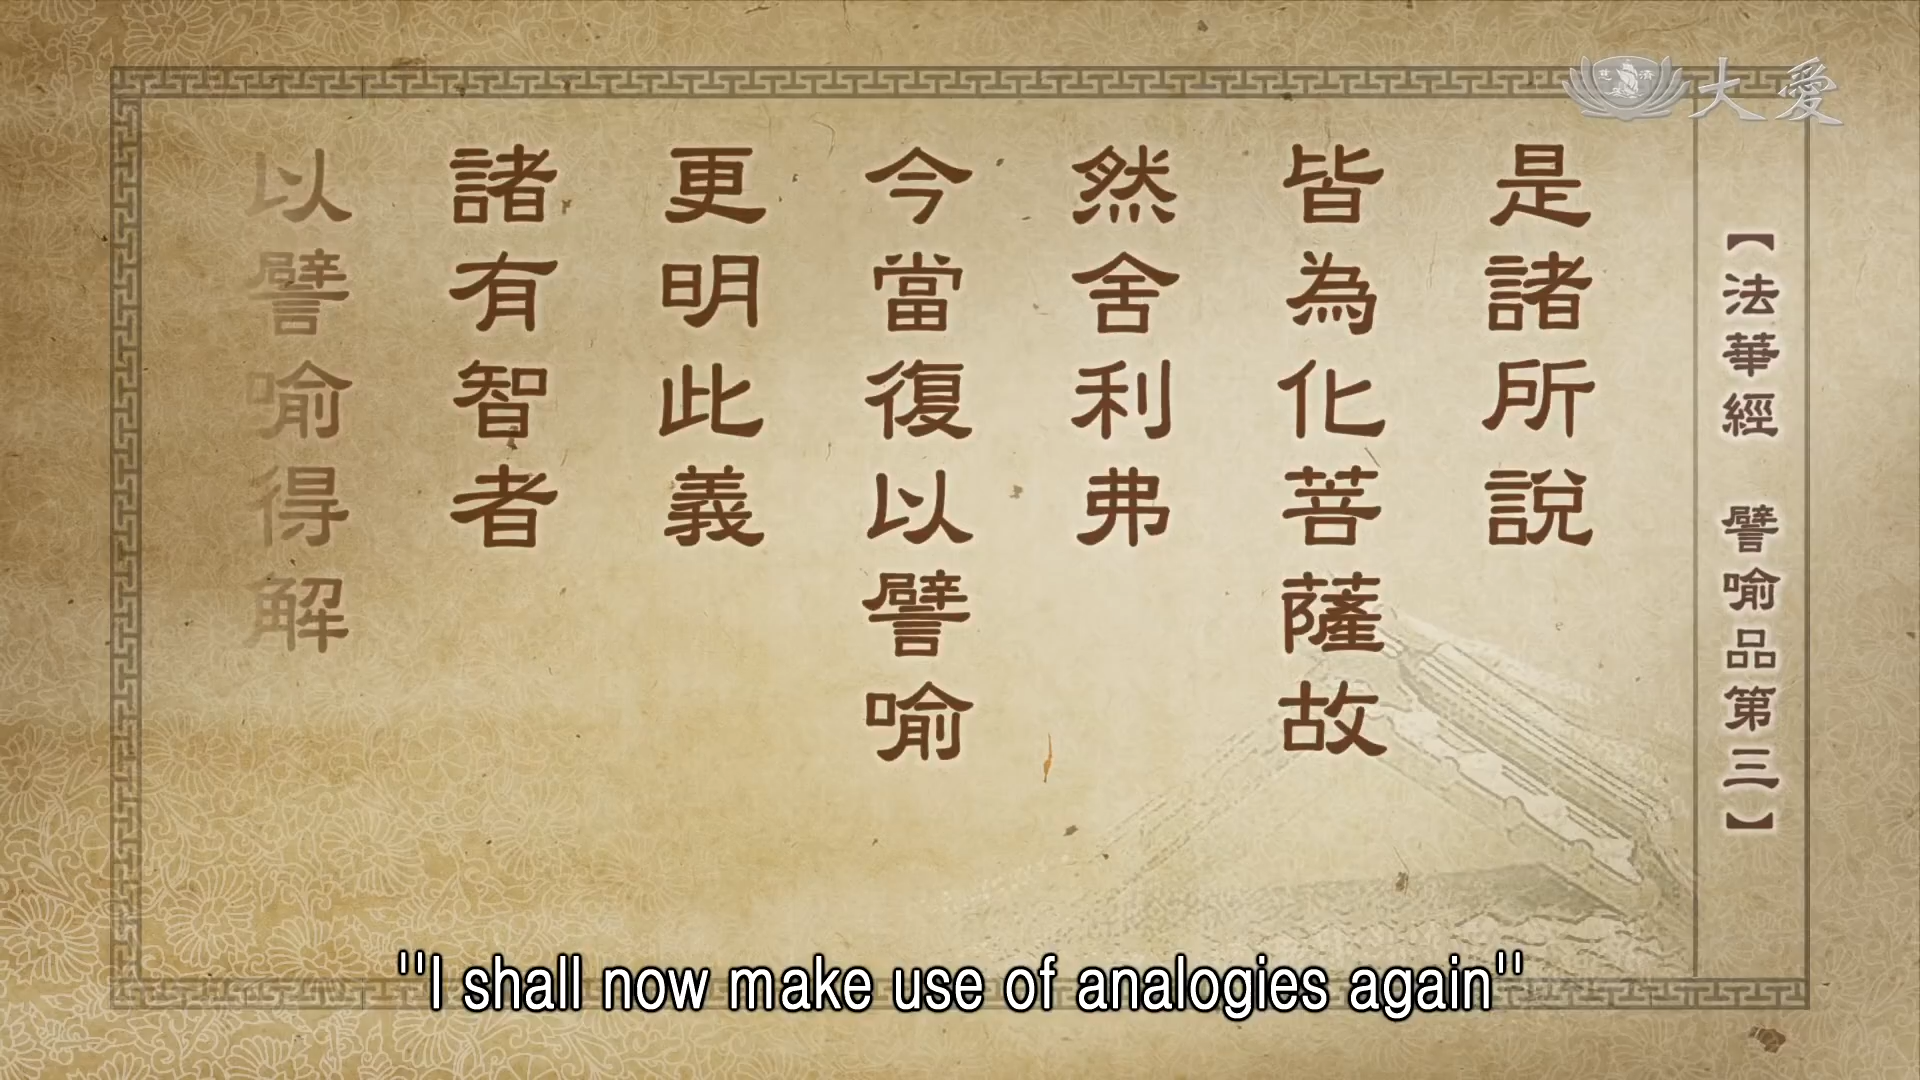 慈濟
大愛
【法華經 譬喻品第三】
是諸所說
皆為化菩薩故
然舍利弗
今當復以譬喻
更明此義
諸有智者
以譬喻得解
"I shall now make use of analogies again"